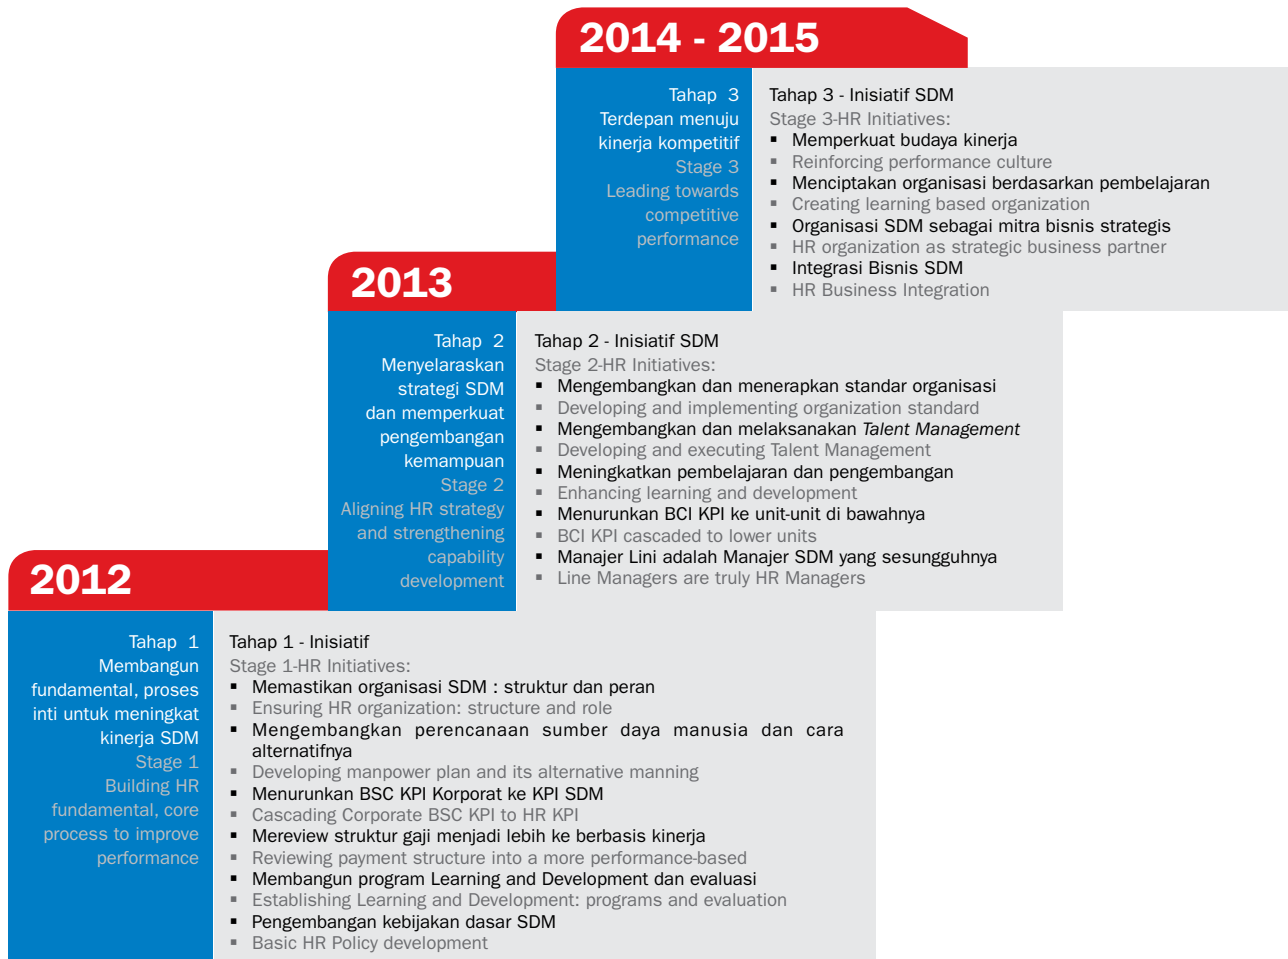 2014 - 2015
Tahap 3
Terdepan menuju
kinerja kompetitif
Stage 3
Leading towards
competitive
performance
Tahap 3 - Inisiatif SDM
Stage 3-HR Initiatives:
▪ Memperkuat budaya kinerja
▪ Reinforcing performance culture
▪ Menciptakan organisasi berdasarkan pembelajaran
▪ Creating learning based organization
▪ Organisasi SDM sebagai mitra bisnis strategis
▪ HR organization as strategic business partner
▪ Integrasi Bisnis SDM
▪ HR Business Integration
2013
Tahap 2
Menyelaraskan
strategi SDM
dan memperkuat
pengembangan
kemampuan
Stage 2
Aligning HR strategy
and strengthening
capability
development
Tahap 2 - Inisiatif SDM
Stage 2-HR Initiatives:
▪ Mengembangkan dan menerapkan standar organisasi
▪ Developing and implementing organization standard
▪ Mengembangkan dan melaksanakan Talent Management
▪ Developing and executing Talent Management
▪ Meningkatkan pembelajaran dan pengembangan
▪ Enhancing learning and development
▪ Menurunkan BCI KPI ke unit-unit di bawahnya
▪ BCI KPI cascaded to lower units
▪ Manajer Lini adalah Manajer SDM yang sesungguhnya
▪ Line Managers are truly HR Managers
2012
Tahap 1
Membangun
fundamental, proses
inti untuk meningkat
kinerja SDM
Stage 1
Building HR
fundamental, core
process to improve
performance
Tahap 1 - Inisiatif
Stage 1-HR Initiatives:
▪ Memastikan organisasi SDM : struktur dan peran
▪ Ensuring HR organization: structure and role
▪ Mengembangkan perencanaan sumber daya manusia dan cara
alternatifnya
▪ Developing manpower plan and its alternative manning
▪ Menurunkan BSC KPI Korporat ke KPI SDM
▪ Cascading Corporate BSC KPI to HR KPI
▪ Mereview struktur gaji menjadi lebih ke berbasis kinerja
▪ Reviewing payment structure into a more performance-based
▪ Membangun program Learning and Development dan evaluasi
▪ Establishing Learning and Development: programs and evaluation
▪ Pengembangan kebijakan dasar SDM
▪ Basic HR Policy development